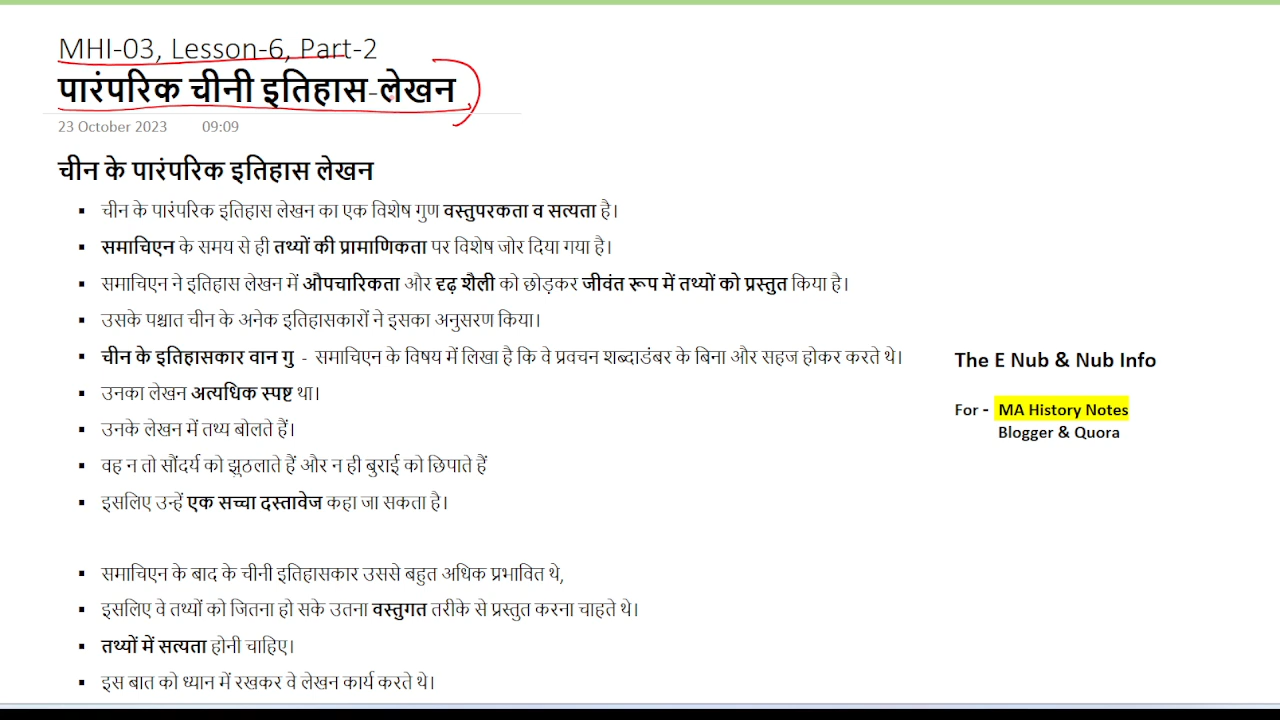 MHI-03, Lesson-6, Part-2
पारंपरिक चीनी इतिहास-लेखन
23 October 2023 09:09
चीन के पारंपरिक इतिहास लेखन
▪ चीन के पारंपरिक इतिहास लेखन का एक विशेष गुण वस्तुपरकता व सत्यता है।
▪ समाचिएन के समय से ही तथ्यों की प्रामाणिकता पर विशेष जोर दिया गया है।
▪ समाचिएन ने इतिहास लेखन में औपचारिकता और दृढ़ शैली को छोड़कर जीवंत रूप में तथ्यों को प्रस्तुत किया है।
▪ उसके पश्चात चीन के अनेक इतिहासकारों ने इसका अनुसरण किया।
▪ चीन के इतिहासकार वान गु - समाचिएन के विषय में लिखा है कि वे प्रवचन शब्दाडंबर के बिना और सहज होकर करते थे।
▪ उनका लेखन अत्यधिक स्पष्ट था।
▪ उनके लेखन में तथ्य बोलते हैं।
▪ वह न तो सौंदर्य को झुठलाते हैं और न ही बुराई को छिपाते हैं
▪ इसलिए उन्हें एक सच्चा दस्तावेज कहा जा सकता है।
▪ समाचिएन के बाद के चीनी इतिहासकार उससे बहुत अधिक प्रभावित थे,
▪ इसलिए वे तथ्यों को जितना हो सके उतना वस्तुगत तरीके से प्रस्तुत करना चाहते थे।
▪ तथ्यों में सत्यता होनी चाहिए।
▪ इस बात को ध्यान में रखकर वे लेखन कार्य करते थे।
The E Nub & Nub Info
For - MA History Notes
Blogger & Quora